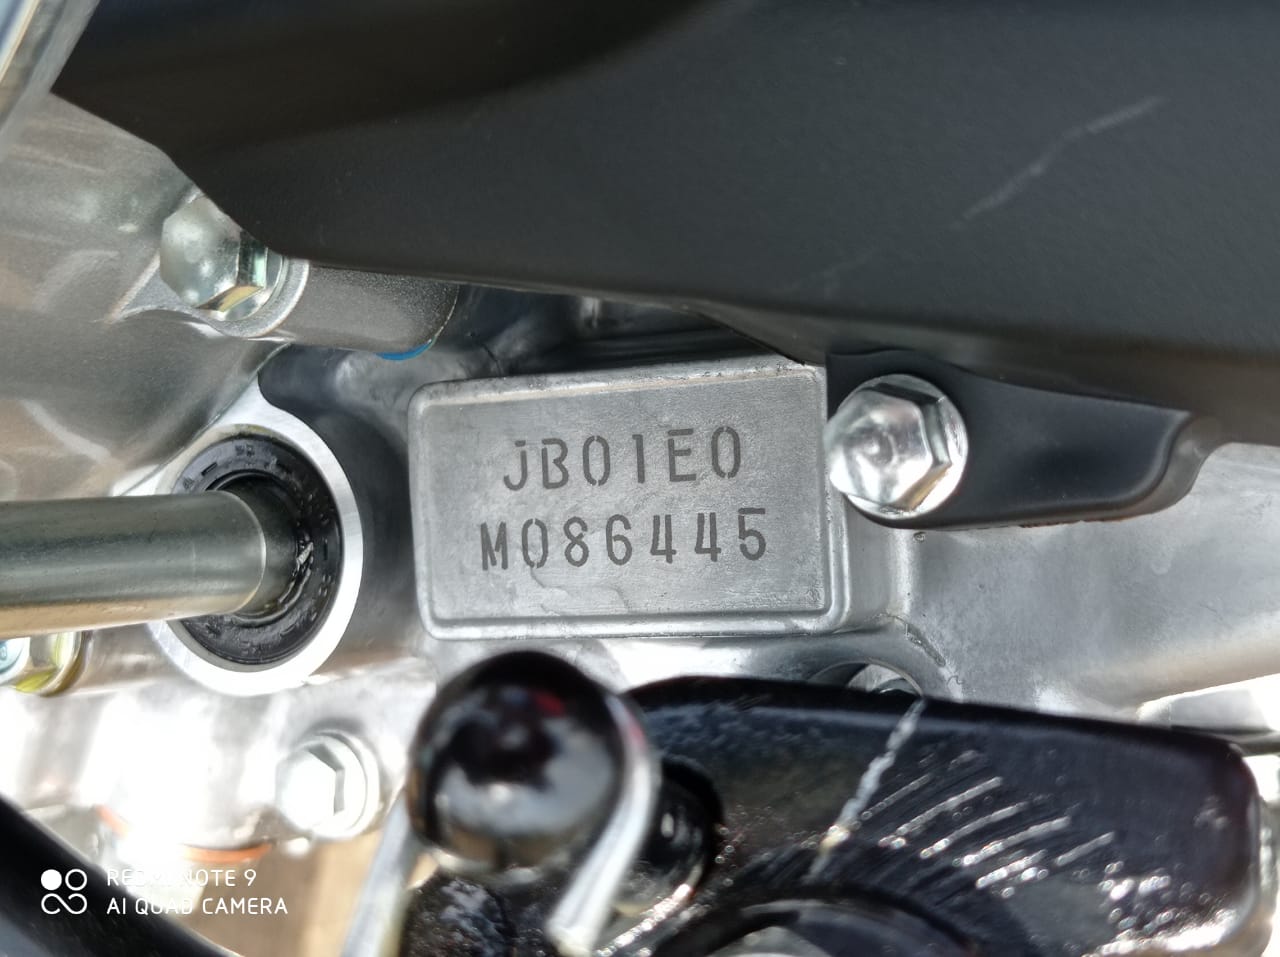 JB01E0
M086445
REDMI NOTE 9
AI QUAD CAMERA